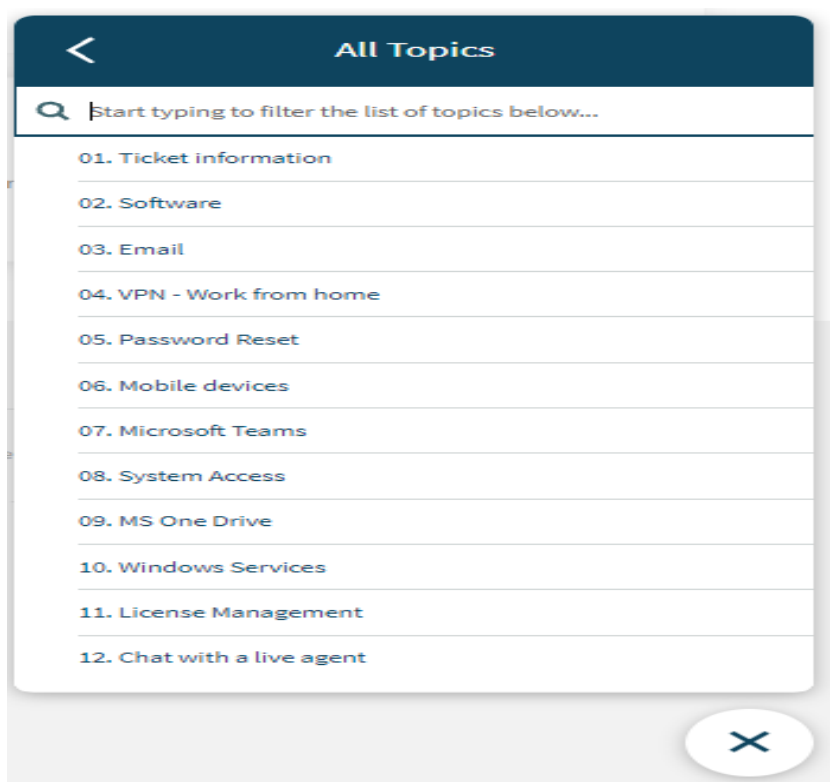 All Topics
Start typing to filter the list of topics below...
01. Ticket information
02. Software
03. Email
04. VPN - Work from home
05. Password Reset
06. Mobile devices
07. Microsoft Teams
08. System Access
09. MS One Drive
10. Windows Services
11. License Management
12. Chat with a live agent